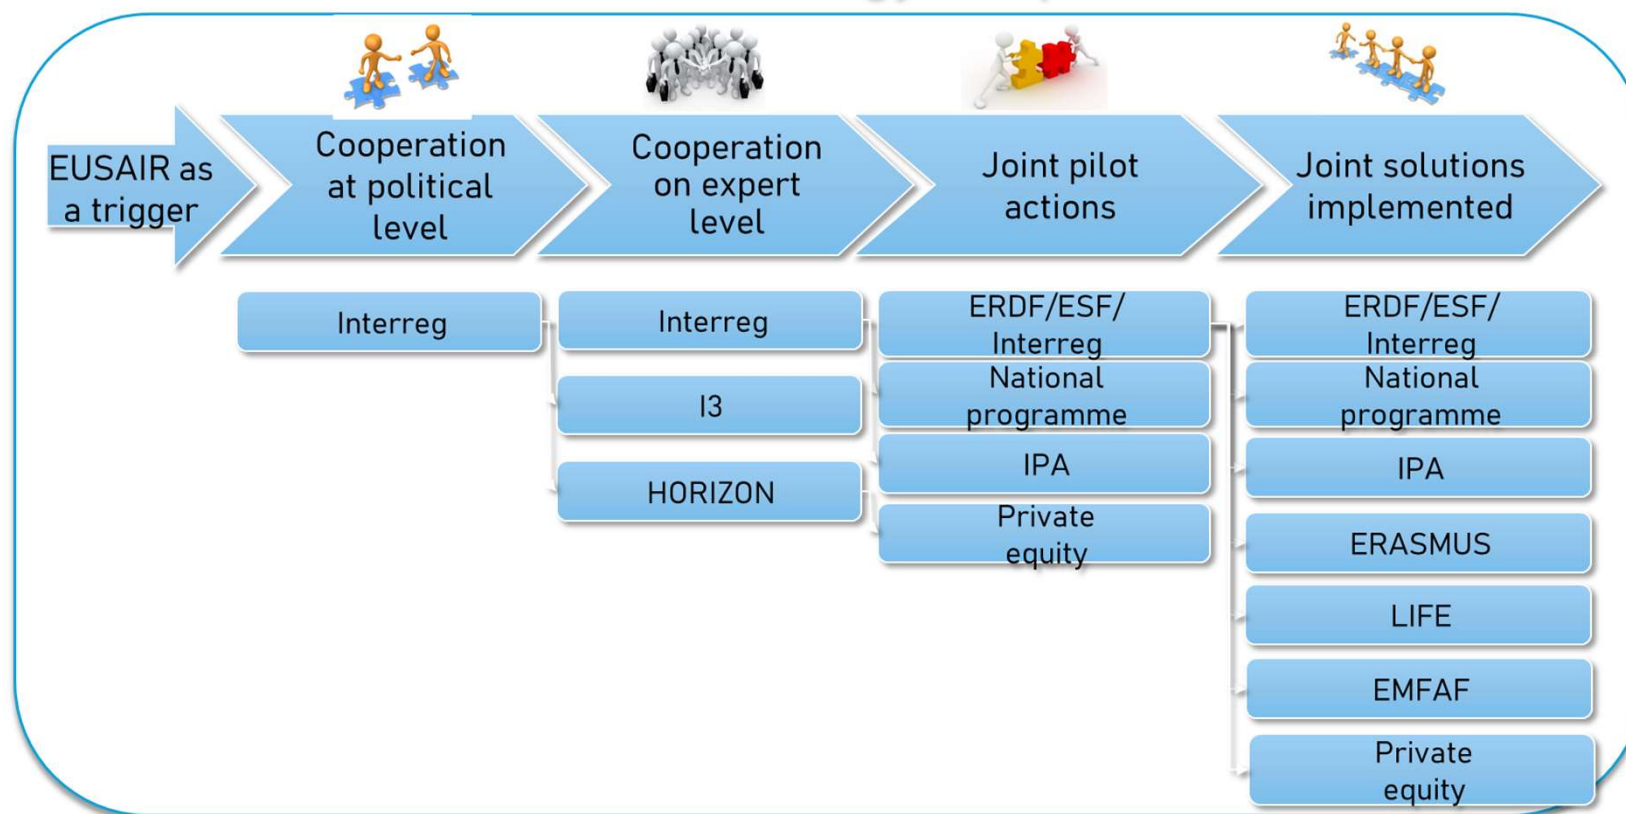 EUSAIR as
a trigger
Cooperation
at political
level
Cooperation
on expert
level
Joint pilot
actions
Joint solutions
implemented
Interreg
Interreg
I3
HORIZON
ERDF/ESF/
Interreg
National
programme
IPA
Private
equity
ERDF/ESF/
Interreg
National
programme
IPA
ERASMUS
LIFE
EMFAF
Private
equity